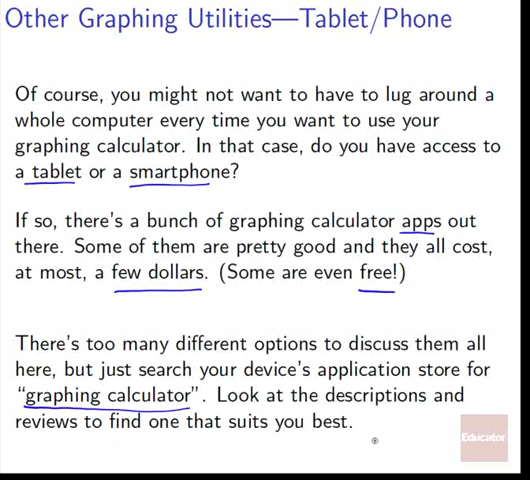 Other Graphing Utilities—Tablet/Phone
Of course, you might not want to have to lug around a
whole computer every time you want to use your
graphing calculator. In that case, do you have access to
a tablet or a smartphone?
If so, there's a bunch of graphing calculator apps out
there. Some of them are pretty good and they all cost,
at most, a few dollars. (Some are even free!)
There's too many different options to discuss them all
here, but just search your device's application store for
“graphing calculator”. Look at the descriptions and
reviews to find one that suits you best.
Educator